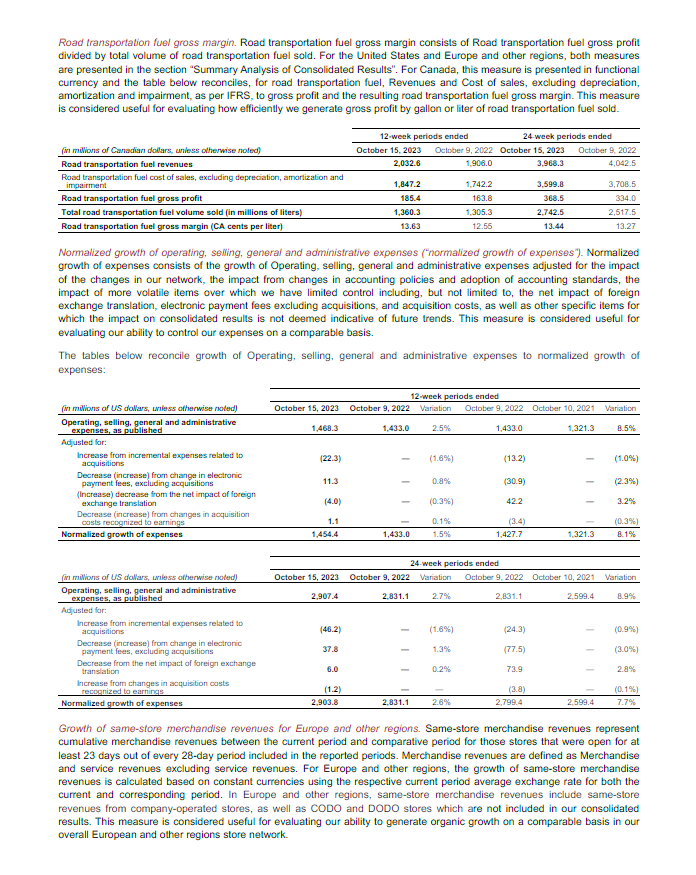 Road transportation fuel gross margin. Road transportation fuel gross margin consists of Road transportation fuel gross profit
divided by total volume of road transportation fuel sold. For the United States and Europe and other regions, both measures
are presented in the section “Summary Analysis of Consolidated Results”. For Canada, this measure is presented in functional
currency and the table below reconciles, for road transportation fuel, Revenues and Cost of sales, excluding depreciation,
amortization and impairment, as per IFRS, to gross profit and the resulting road transportation fuel gross margin. This measure
is considered useful for evaluating how efficiently we generate gross profit by gallon or liter of road transportation fuel sold.
12-week periods ended 24-week periods ended
(in millions of Canadian dollars, unless otherwise noted) October 15, 2023 October 9, 2022 October 15, 2023 October 9, 2022
Road transportation fuel revenues 2,032.6 1,906.0 3,968.3 4,042.5
Road transportation fuel cost of sales, excluding depreciation, amortization and
impairment 1,847.2 1,742.2 3,599.8 3,708.5
Road transportation fuel gross profit 185.4 163.8 368.5 334.0
Total road transportation fuel volume sold (in millions of liters) 1,360.3 1,305.3 2,742.5 2,517.5
Road transportation fuel gross margin (CA cents per liter) 13.63 12.55 13.44 13.27
Normalized growth of operating, selling, general and administrative expenses (“normalized growth of expenses”). Normalized
growth of expenses consists of the growth of Operating, selling, general and administrative expenses adjusted for the impact
of the changes in our network, the impact from changes in accounting policies and adoption of accounting standards, the
impact of more volatile items over which we have limited control including, but not limited to, the net impact of foreign
exchange translation, electronic payment fees excluding acquisitions, and acquisition costs, as well as other specific items for
which the impact on consolidated results is not deemed indicative of future trends. This measure is considered useful for
evaluating our ability to control our expenses on a comparable basis.
The tables below reconcile growth of Operating, selling, general and administrative expenses to normalized growth of
expenses:
12-week periods ended
(in millions of US dollars, unless otherwise noted) October 15, 2023 October 9, 2022 Variation October 9, 2022 October 10, 2021 Variation
Operating, selling, general and administrative
expenses, as published 1,468.3 1,433.0 2.5% 1,433.0 1,321.3 8.5%
Adjusted for:
Increase from incremental expenses related to
acquisitions (22.3) — (1.6%) (13.2) — (1.0%)
Decrease (increase) from change in electronic
payment fees, excluding acquisitions 11.3 — 0.8% (30.9) — (2.3%)
(Increase) decrease from the net impact of foreign
exchange translation (4.0) — (0.3%) 42.2 — 3.2%
Decrease (increase) from changes in acquisition
costs recognized to earnings 1.1 — 0.1% (3.4) — (0.3%)
Normalized growth of expenses 1,454.4 1,433.0 1.5% 1,427.7 1,321.3 8.1%
24-week periods ended
(in millions of US dollars, unless otherwise noted) October 15, 2023 October 9, 2022 Variation October 9, 2022 October 10, 2021 Variation
Operating, selling, general and administrative
expenses, as published 2,907.4 2,831.1 2.7% 2,831.1 2,599.4 8.9%
Adjusted for:
Increase from incremental expenses related to
acquisitions (46.2) — (1.6%) (24.3) — (0.9%)
Decrease (increase) from change in electronic
payment fees, excluding acquisitions 37.8 — 1.3% (77.5) — (3.0%)
Decrease from the net impact of foreign exchange
translation 6.0 — 0.2% 73.9 — 2.8%
Increase from changes in acquisition costs
recognized to earnings (1.2) — — (3.8) — (0.1%)
Normalized growth of expenses 2,903.8 2,831.1 2.6% 2,799.4 2,599.4 7.7%
Growth of same-store merchandise revenues for Europe and other regions. Same-store merchandise revenues represent
cumulative merchandise revenues between the current period and comparative period for those stores that were open for at
least 23 days out of every 28-day period included in the reported periods. Merchandise revenues are defined as Merchandise
and service revenues excluding service revenues. For Europe and other regions, the growth of same-store merchandise
revenues is calculated based on constant currencies using the respective current period average exchange rate for both the
current and corresponding period. In Europe and other regions, same-store merchandise revenues include same-store
revenues from company-operated stores, as well as CODO and DODO stores which are not included in our consolidated
results. This measure is considered useful for evaluating our ability to generate organic growth on a comparable basis in our
overall European and other regions store network.